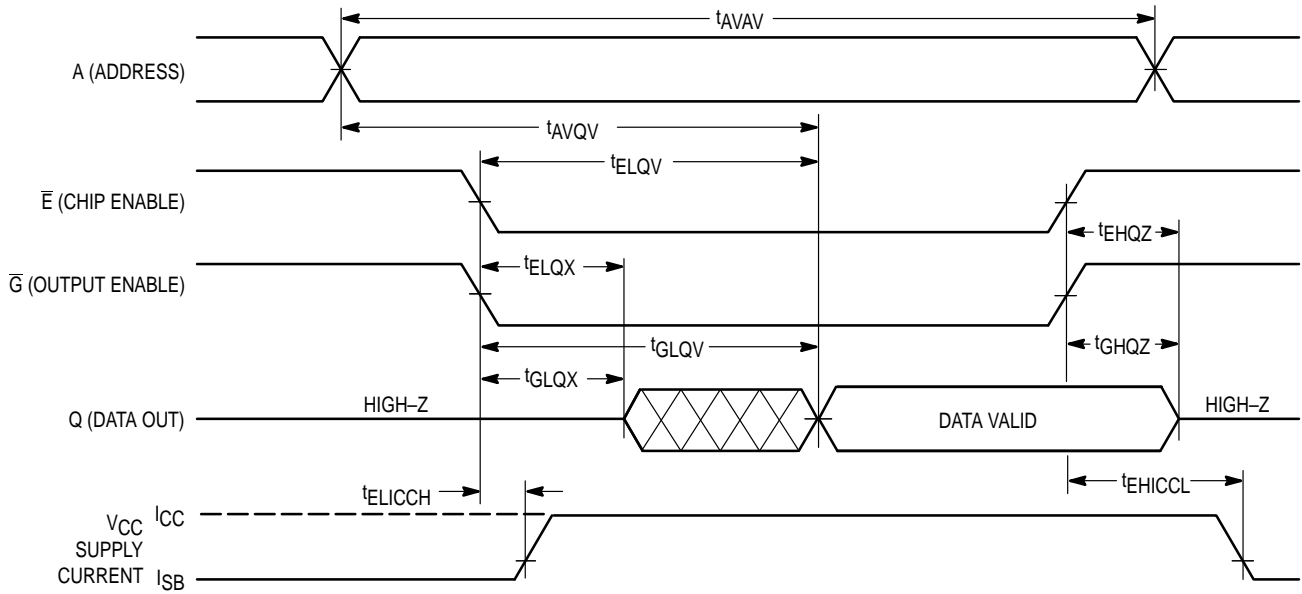 tAVAV
A (ADDRESS)
tAVQV
tELQV
E̅ (CHIP ENABLE)
tEHQZ
tELQX
G̅ (OUTPUT ENABLE)
tGLQV
tGHQZ
tGLQX
HIGH–Z
HIGH–Z
Q (DATA OUT)
DATA VALID
tELICCH
tEHICCL
VCC
SUPPLY
CURRENT
ICC
ISB